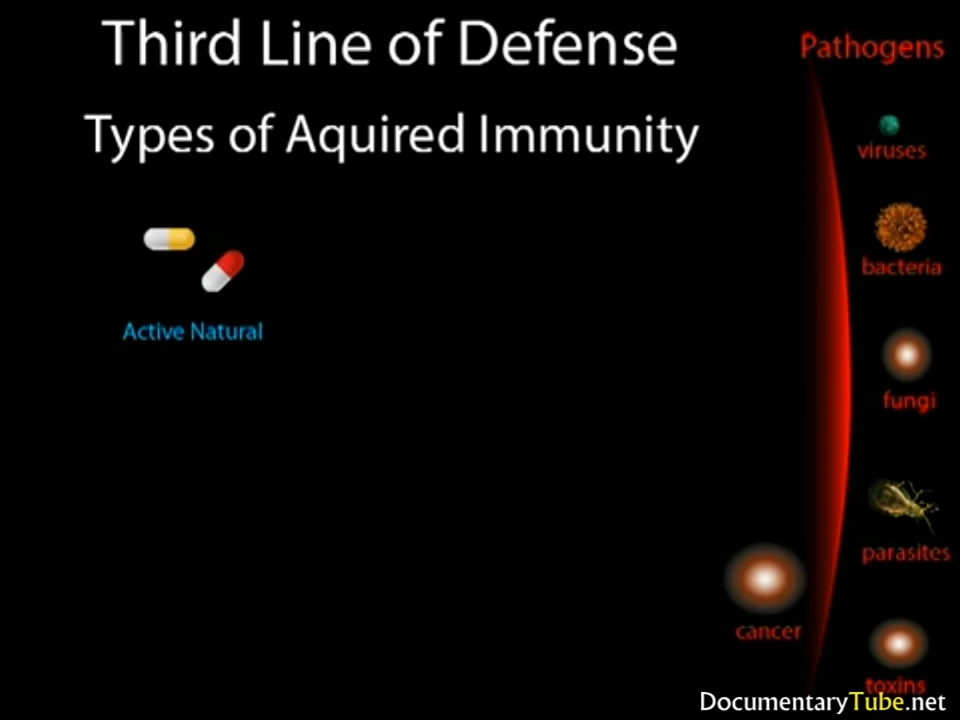 Third Line of Defense
Types of Aquired Immunity
Active Natural
Pathogens
viruses
bacteria
fungi
parasites
cancer
toxins
DocumentaryTube.net